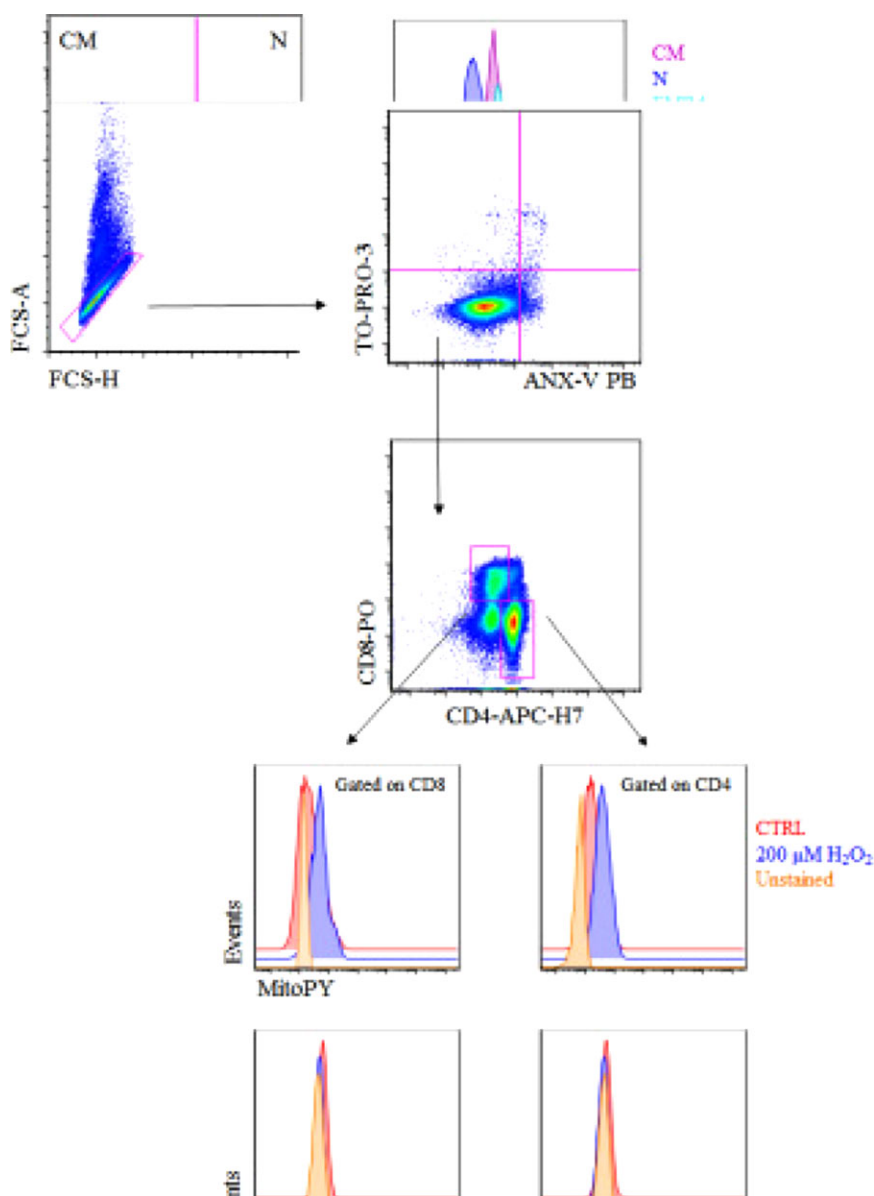 CM
N
CM
N
FCS-A
FCS-H
TO-PRO-3
ANX-V PB
CD8-PO
CD4-APC-H7
Gated on CD8
Gated on CD4
CTRL
200 µM H₂O₂
Unstained
Events
MitoPY